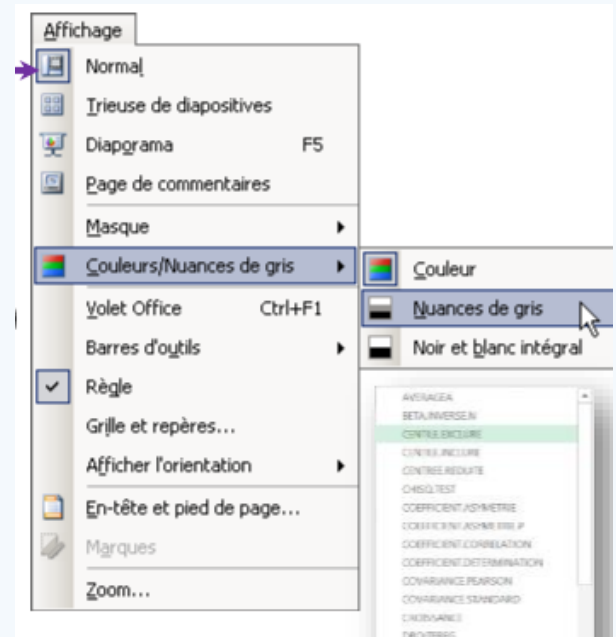 Affichage
Normal
Trieuse de diapositives
Diaporama F5
Page de commentaires
Masque
Couleurs/Nuances de gris
Volet Office Ctrl+F1
Barres d'outils
Règle
Grille et repères...
Afficher l'orientation
En-tête et pied de page...
Marques
Zoom...
Couleur
Nuances de gris
Noir et blanc intégral
AVERAGEA
BETA.INVERSE.N
CENTILE.EXCLURE
CENTILE.INCLURE
CENTREE.REDUITE
CHISQ.TEST
COEFFICIENT.ASYMETRIE
COEFFICIENT.ASYMETRIE.P
COEFFICIENT.CORRELATION
COEFFICIENT.DETERMINATION
COVARIANCE.PEARSON
COVARIANCE.STANDARD
CROISSANCE
DROITEREG